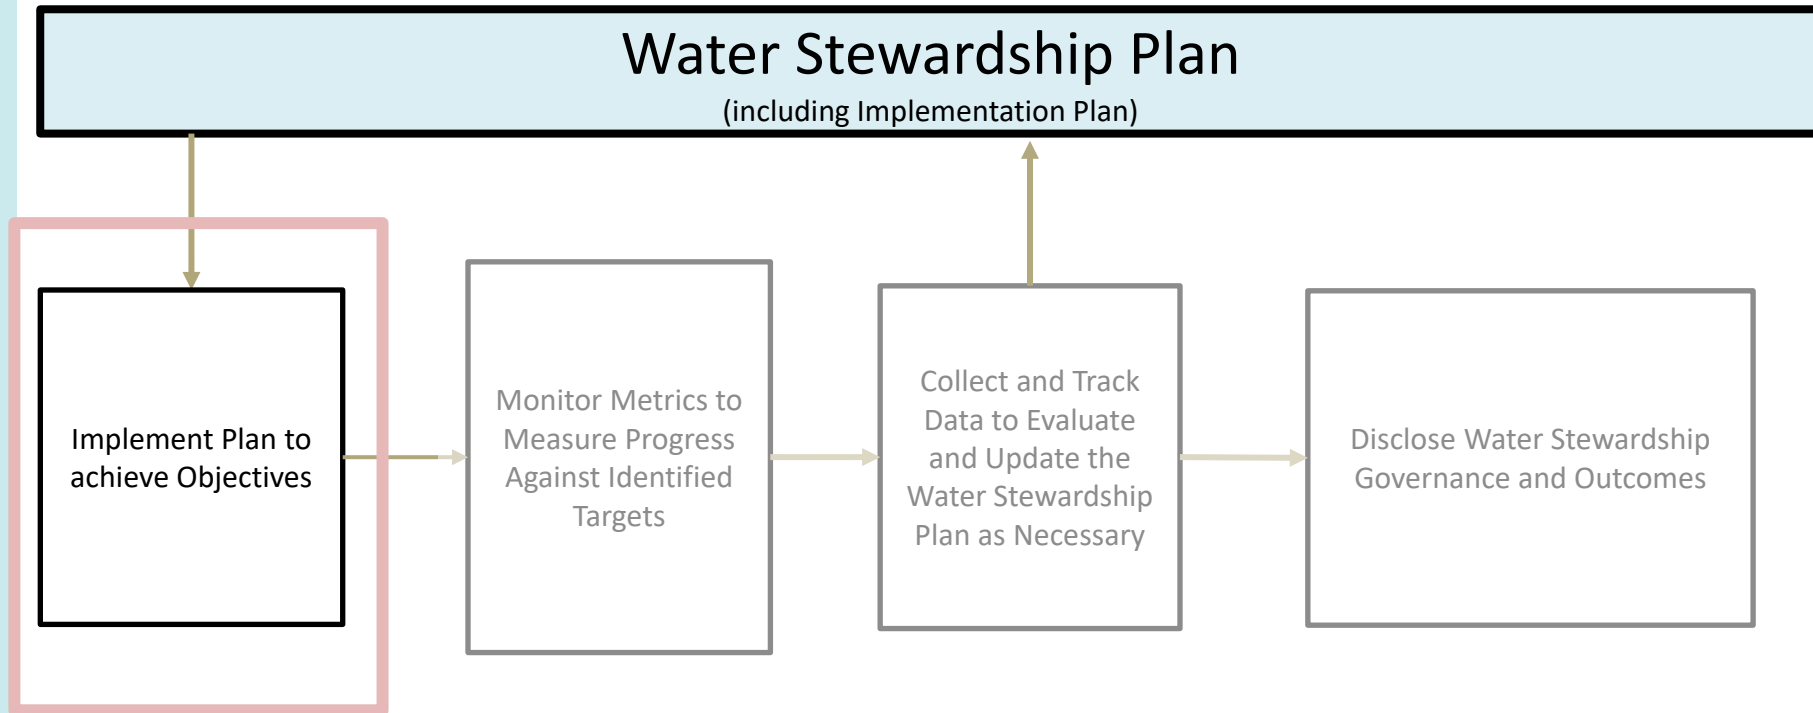 Water Stewardship Plan
(including Implementation Plan)
Implement Plan to
achieve Objectives
Monitor Metrics to
Measure Progress
Against Identified
Targets
Collect and Track
Data to Evaluate
and Update the
Water Stewardship
Plan as Necessary
Disclose Water Stewardship
Governance and Outcomes